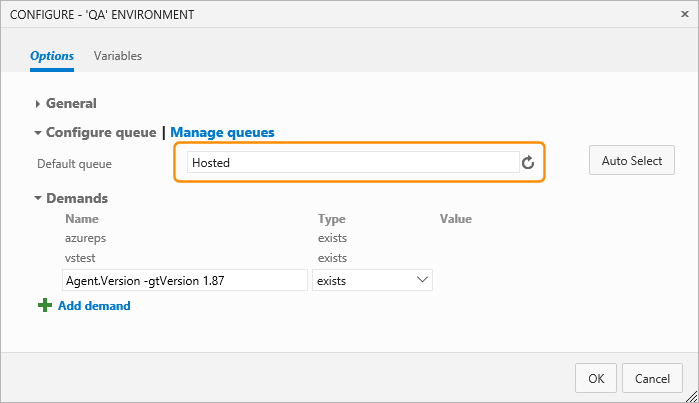 CONFIGURE - 'QA' ENVIRONMENT
Options Variables
General
Configure queue | Manage queues
Default queue Hosted Auto Select
Demands
Name Type Value
azureps exists
vstest exists
Agent.Version -gtVersion 1.87 exists
Add demand
OK Cancel